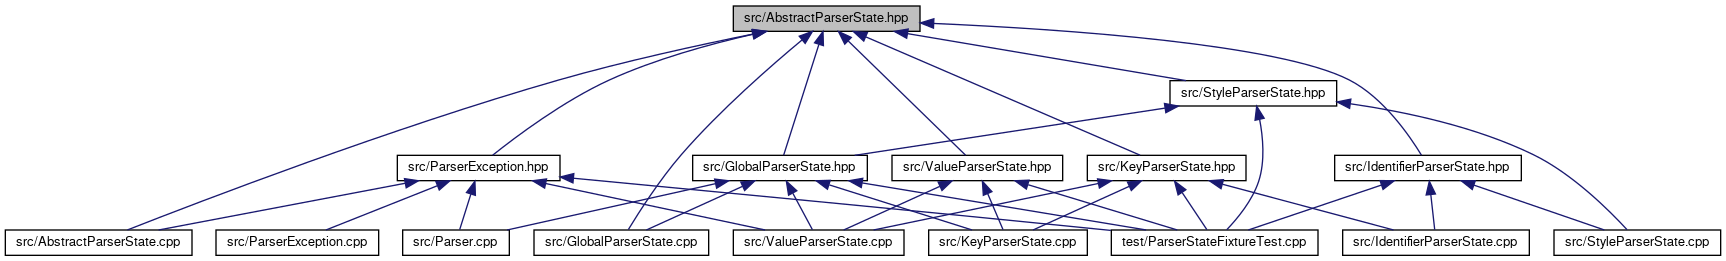 src/AbstractParserState.hpp
src/StyleParserState.hpp
src/ParserException.hpp
src/GlobalParserState.hpp
src/ValueParserState.hpp
src/KeyParserState.hpp
src/IdentifierParserState.hpp
src/AbstractParserState.cpp
src/ParserException.cpp
src/Parser.cpp
src/GlobalParserState.cpp
src/ValueParserState.cpp
src/KeyParserState.cpp
test/ParserStateFixtureTest.cpp
src/IdentifierParserState.cpp
src/StyleParserState.cpp